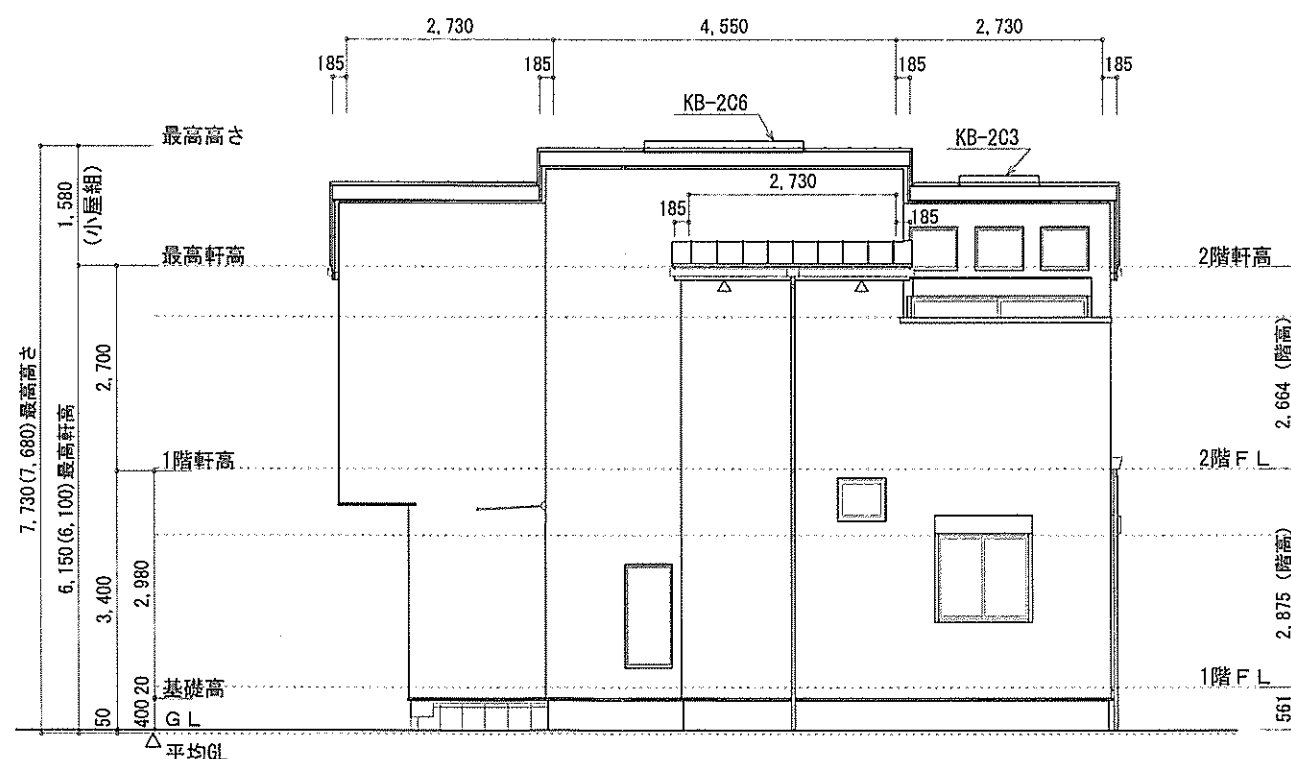 2,730
4,550
2,730
185
185
185
185
KB-2C6
KB-2C3
最高高さ
1,580
(小屋組)
2,730
185
185
最高軒高
2階軒高
7,730(7,680)最高高さ
6,150(6,100)最高軒高
2,700
2,664 (階高)
1階軒高
2階FL
3,400
2,980
2,875 (階高)
基礎高
1階FL
20
400
50
GL
561
平均GL